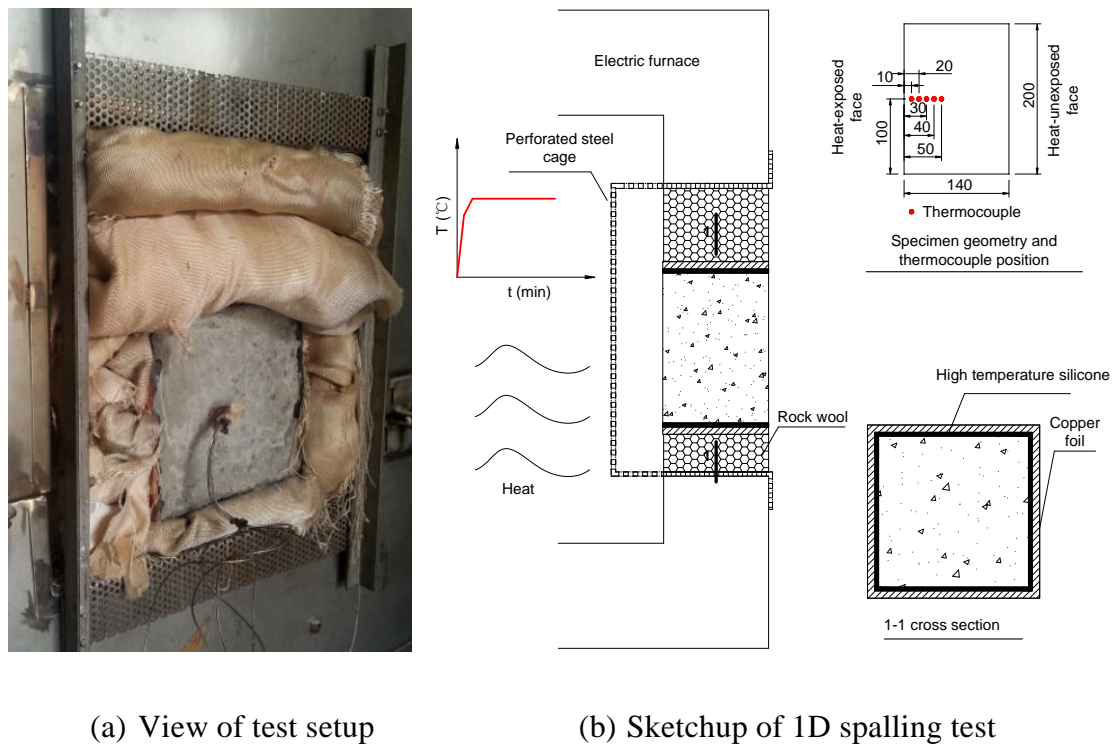 Electric furnace
Perforated steel
cage
T (℃)
t (min)
Heat
1
1
Rock wool
10
20
30
40
50
100
200
140
Heat-exposed
face
Heat-unexposed
face
Thermocouple
Specimen geometry and
thermocouple position
High temperature silicone
Copper
foil
1-1 cross section
(a) View of test setup
(b) Sketchup of 1D spalling test